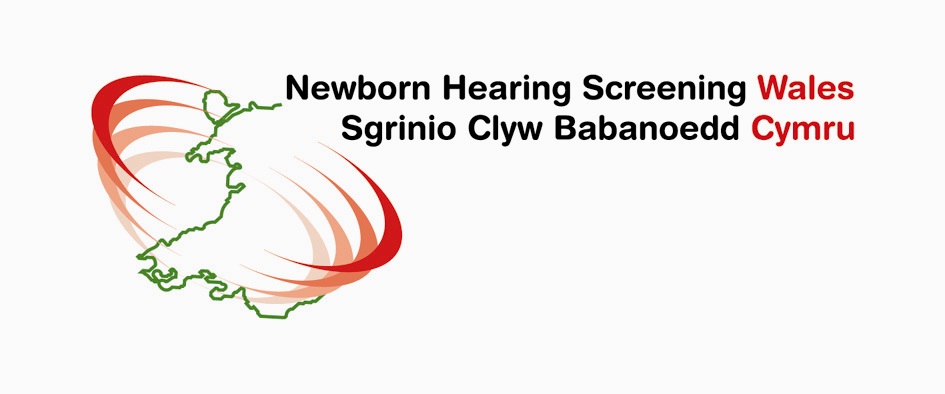 Newborn Hearing Screening Wales
Sgrinio Clyw Babanoedd Cymru